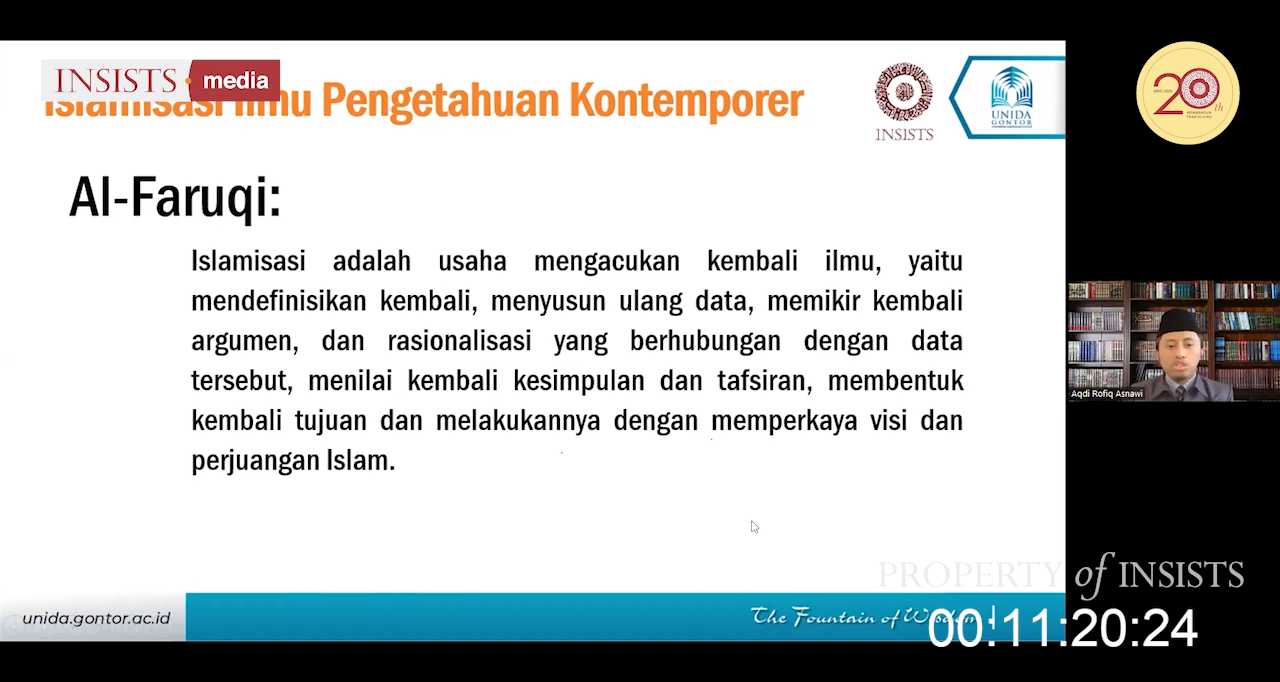 INSISTS media
Islamisasi Ilmu Pengetahuan Kontemporer
INSISTS
UNIDA
GONTOR
20th
Al-Faruqi:
Islamisasi adalah usaha mengacukan kembali ilmu, yaitu
mendefinisikan kembali, menyusun ulang data, memikir kembali
argumen, dan rasionalisasi yang berhubungan dengan data
tersebut, menilai kembali kesimpulan dan tafsiran, membentuk
kembali tujuan dan melakukannya dengan memperkaya visi dan
perjuangan Islam.
Aqdi Rofiq Asnawi
PROPERTY of INSISTS
unida.gontor.ac.id
The Fountain of Wisdom
00:11:20:24